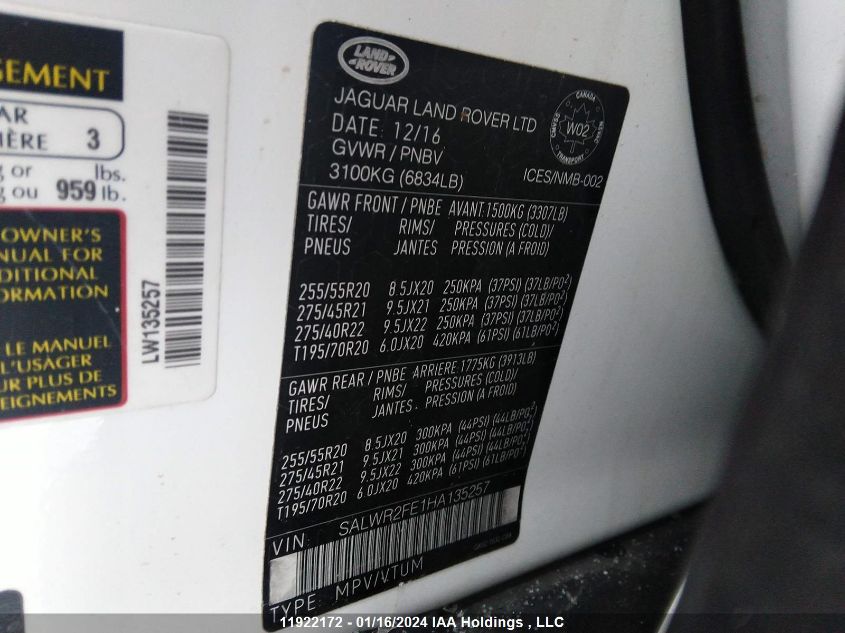 SEMENT
AR
IÈRE 3
g or lbs.
g ou 959 lb.
OWNER'S
NUAL FOR
DITIONAL
ORMATION
LE MANUEL
L'USAGER
UR PLUS DE
EIGNEMENTS
LW135257
LAND
ROVER
JAGUAR LAND ROVER LTD
DATE: 12/16
GVWR / PNBV
3100KG (6834LB)
CANADA
W02
TRANSPORT
ICES/NMB-002
GAWR FRONT / PNBE AVANT:1500KG (3307LB)
TIRES/ RIMS/ PRESSURES (COLD)/
PNEUS JANTES PRESSION (A FROID)
255/55R20 8.5JX20 250KPA (37PSI) (37LB/PO²)
275/45R21 9.5JX21 250KPA (37PSI) (37LB/PO²)
275/40R22 9.5JX22 250KPA (37PSI) (37LB/PO²)
T195/70R20 6.0JX20 420KPA (61PSI) (61LB/PO²)
GAWR REAR / PNBE ARRIERE 1775KG (3913LB)
TIRES/ RIMS/ PRESSURES (COLD)/
PNEUS JANTES PRESSION (A FROID)
255/55R20 8.5JX20 300KPA (44PSI) (44LB/PO²)
275/45R21 9.5JX21 300KPA (44PSI) (44LB/PO²)
275/40R22 9.5JX22 300KPA (44PSI) (44LB/PO²)
T195/70R20 6.0JX20 420KPA (61PSI) (61LB/PO²)
VIN: SALWR2FE1HA135257
TYPE: MPV/VTUM
11922172 - 01/16/2024 IAA Holdings , LLC